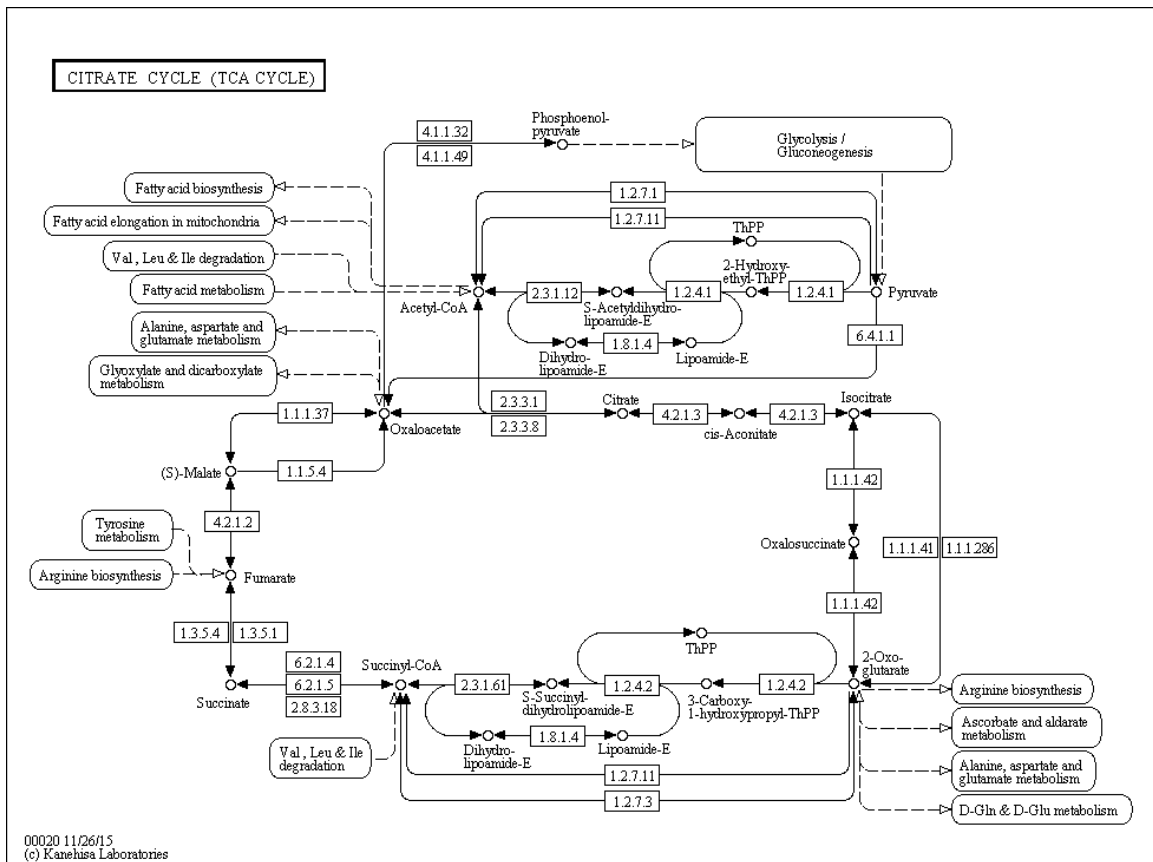 CITRATE CYCLE (TCA CYCLE)
Phosphoenol-
pyruvate
4.1.1.32
4.1.1.49
Glycolysis /
Gluconeogenesis
Fatty acid biosynthesis
1.2.7.1
Fatty acid elongation in mitochondria
1.2.7.11
ThPP
Val , Leu & Ile degradation
2-Hydroxy-
ethyl-ThPP
Fatty acid metabolism
2.3.1.12
1.2.4.1
1.2.4.1
Pyruvate
Acetyl-CoA
S-Acetyldihydro-
lipoamide-E
Alanine, aspartate and
glutamate metabolism
6.4.1.1
1.8.1.4
Dihydro-
lipoamide-E
Lipoamide-E
Glyoxylate and dicarboxylate
metabolism
2.3.3.1
Citrate
Isocitrate
1.1.1.37
4.2.1.3
4.2.1.3
Oxaloacetate
2.3.3.8
cis-Aconitate
(S)-Malate
1.1.5.4
1.1.1.42
4.2.1.2
Tyrosine
metabolism
Oxalosuccinate
1.1.1.41
1.1.1.286
Arginine biosynthesis
Fumarate
1.1.1.42
1.3.5.4
1.3.5.1
ThPP
6.2.1.4
Succinyl-CoA
2-Oxo-
glutarate
6.2.1.5
2.3.1.61
1.2.4.2
1.2.4.2
Succinate
2.8.3.18
S-Succinyl-
dihydrolipoamide-E
3-Carboxy-
1-hydroxypropyl-ThPP
Arginine biosynthesis
1.8.1.4
Dihydro-
lipoamide-E
Lipoamide-E
Ascorbate and aldarate
metabolism
Val , Leu & Ile
degradation
1.2.7.11
Alanine, aspartate and
glutamate metabolism
1.2.7.3
D-Gln & D-Glu metabolism
00020 11/26/15
(c) Kanehisa Laboratories